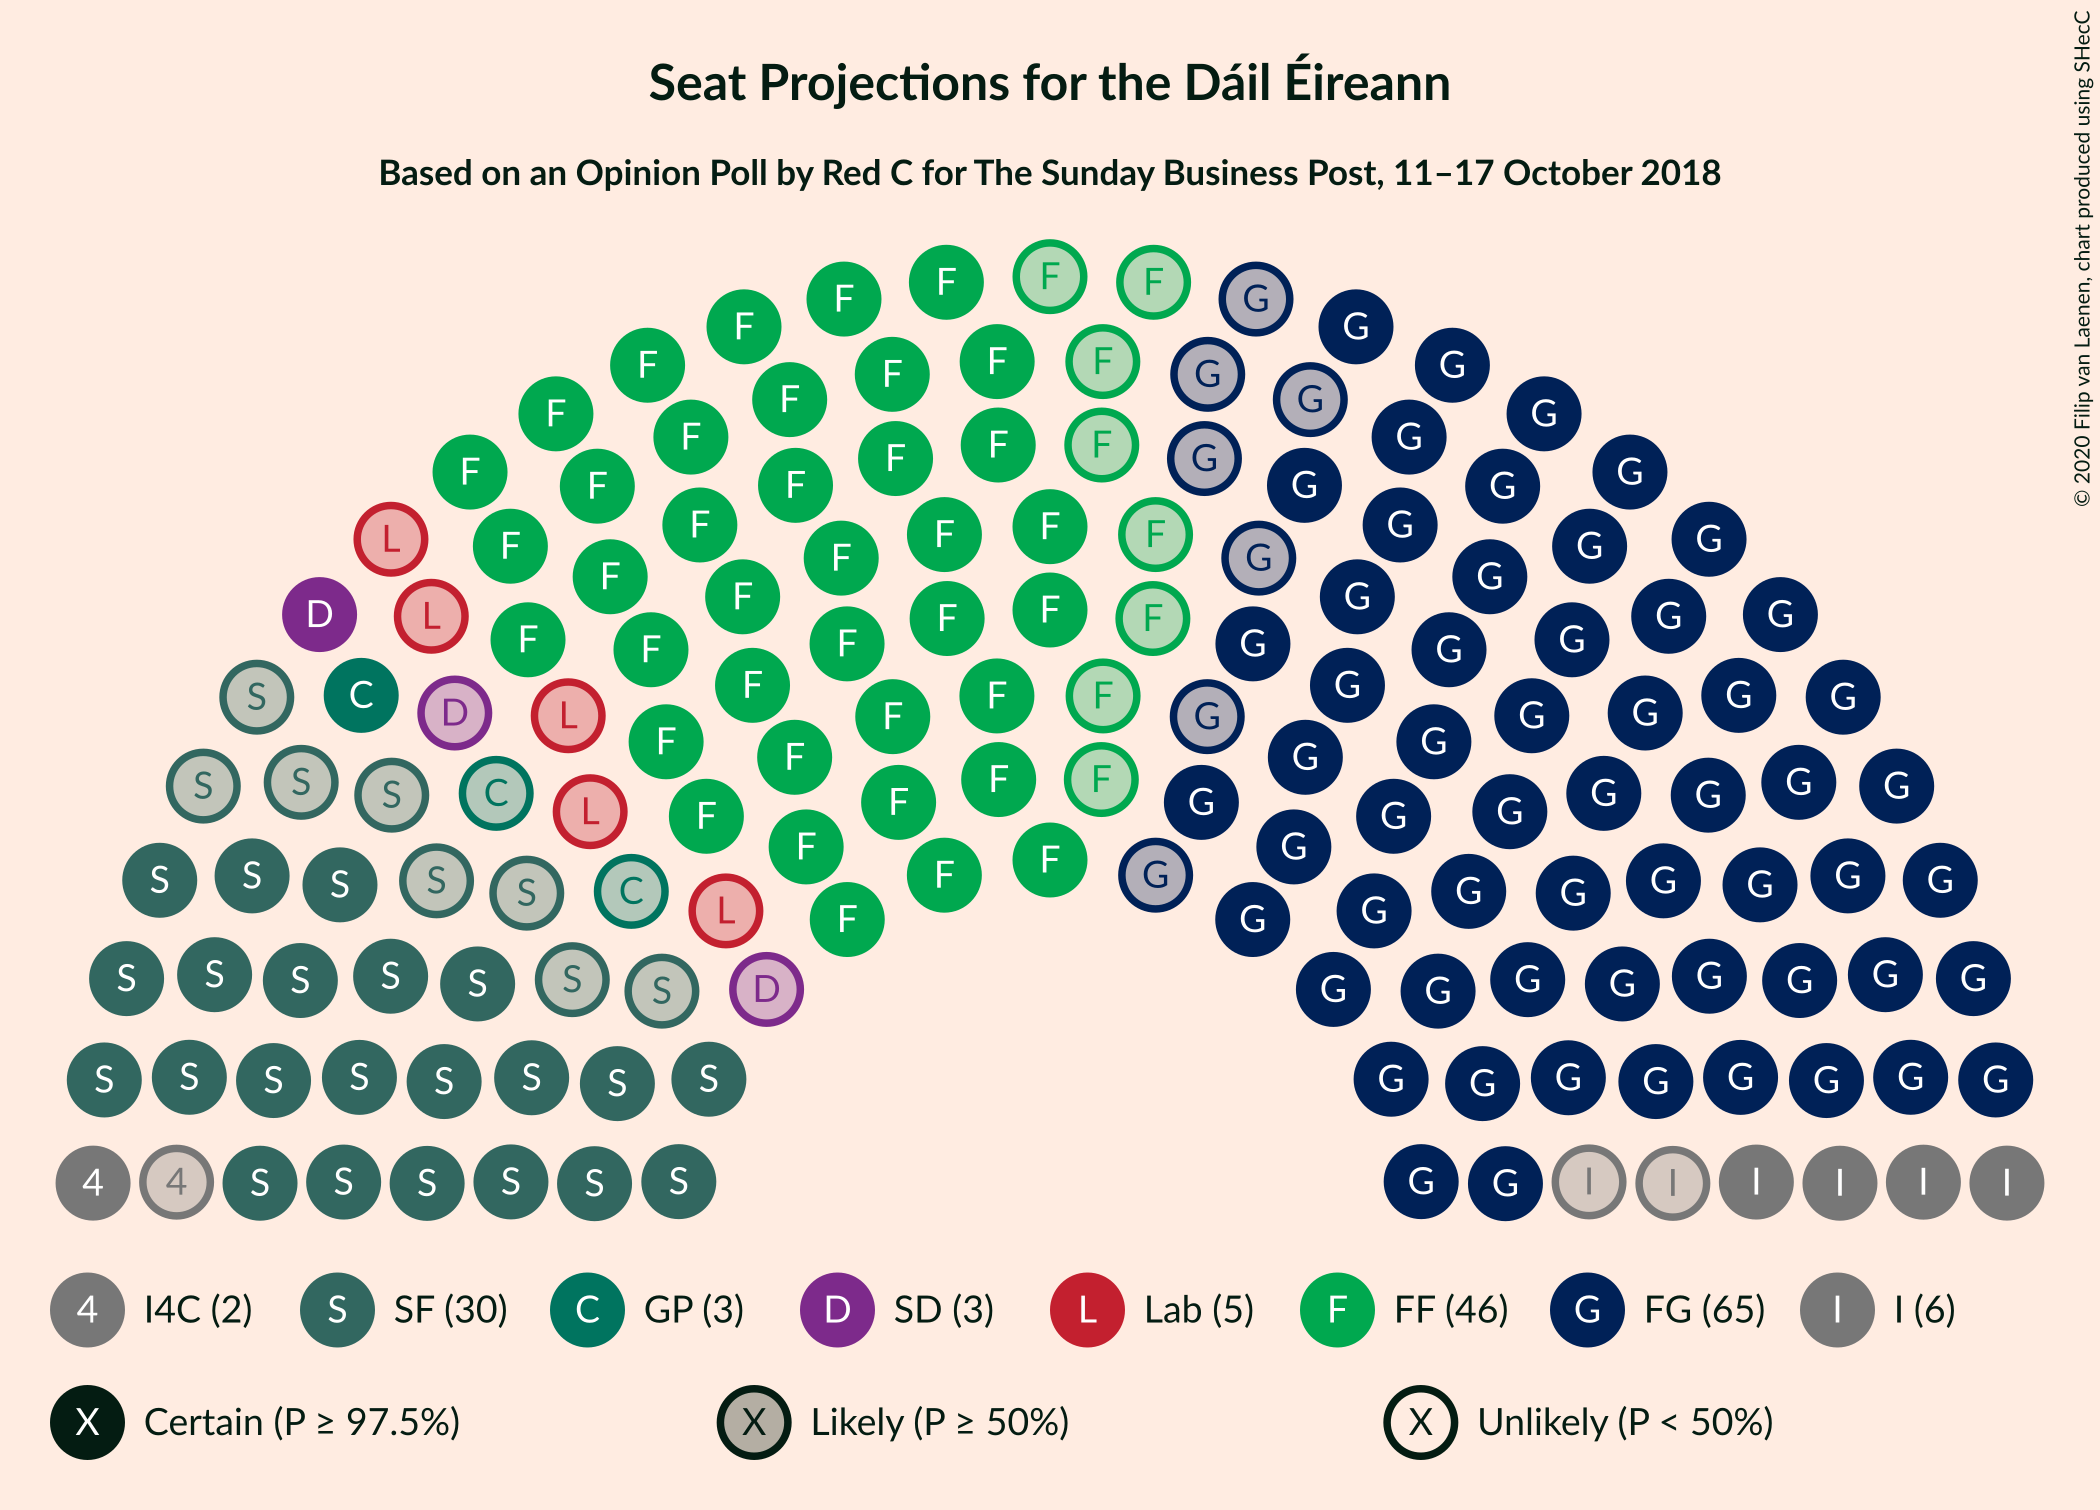 Seat Projections for the Dáil Éireann
Based on an Opinion Poll by Red C for The Sunday Business Post, 11–17 October 2018
© 2020 Filip van Laenen, chart produced using SHecC
F F F G
F F G G
F F F F G G
F F F G G G
F F F F G G
F F F F G G
F F F F G G
L F F F F F G G G G
D L F F F F F F G G G G G G
S C D L F F F F F F G G G G G G G
S S S C L F F F F F G G G G G G G G
S S S S S C L F F F G G G G G G G G G
S S S S S S S D G G G G G G G G
S S S S S S S S G G G G G G G G
4 4 S S S S S S G G I I I I I I
4 I4C (2) S SF (30) C GP (3) D SD (3) L Lab (5) F FF (46) G FG (65) I I (6)
X Certain (P ≥ 97.5%) X Likely (P ≥ 50%) X Unlikely (P < 50%)